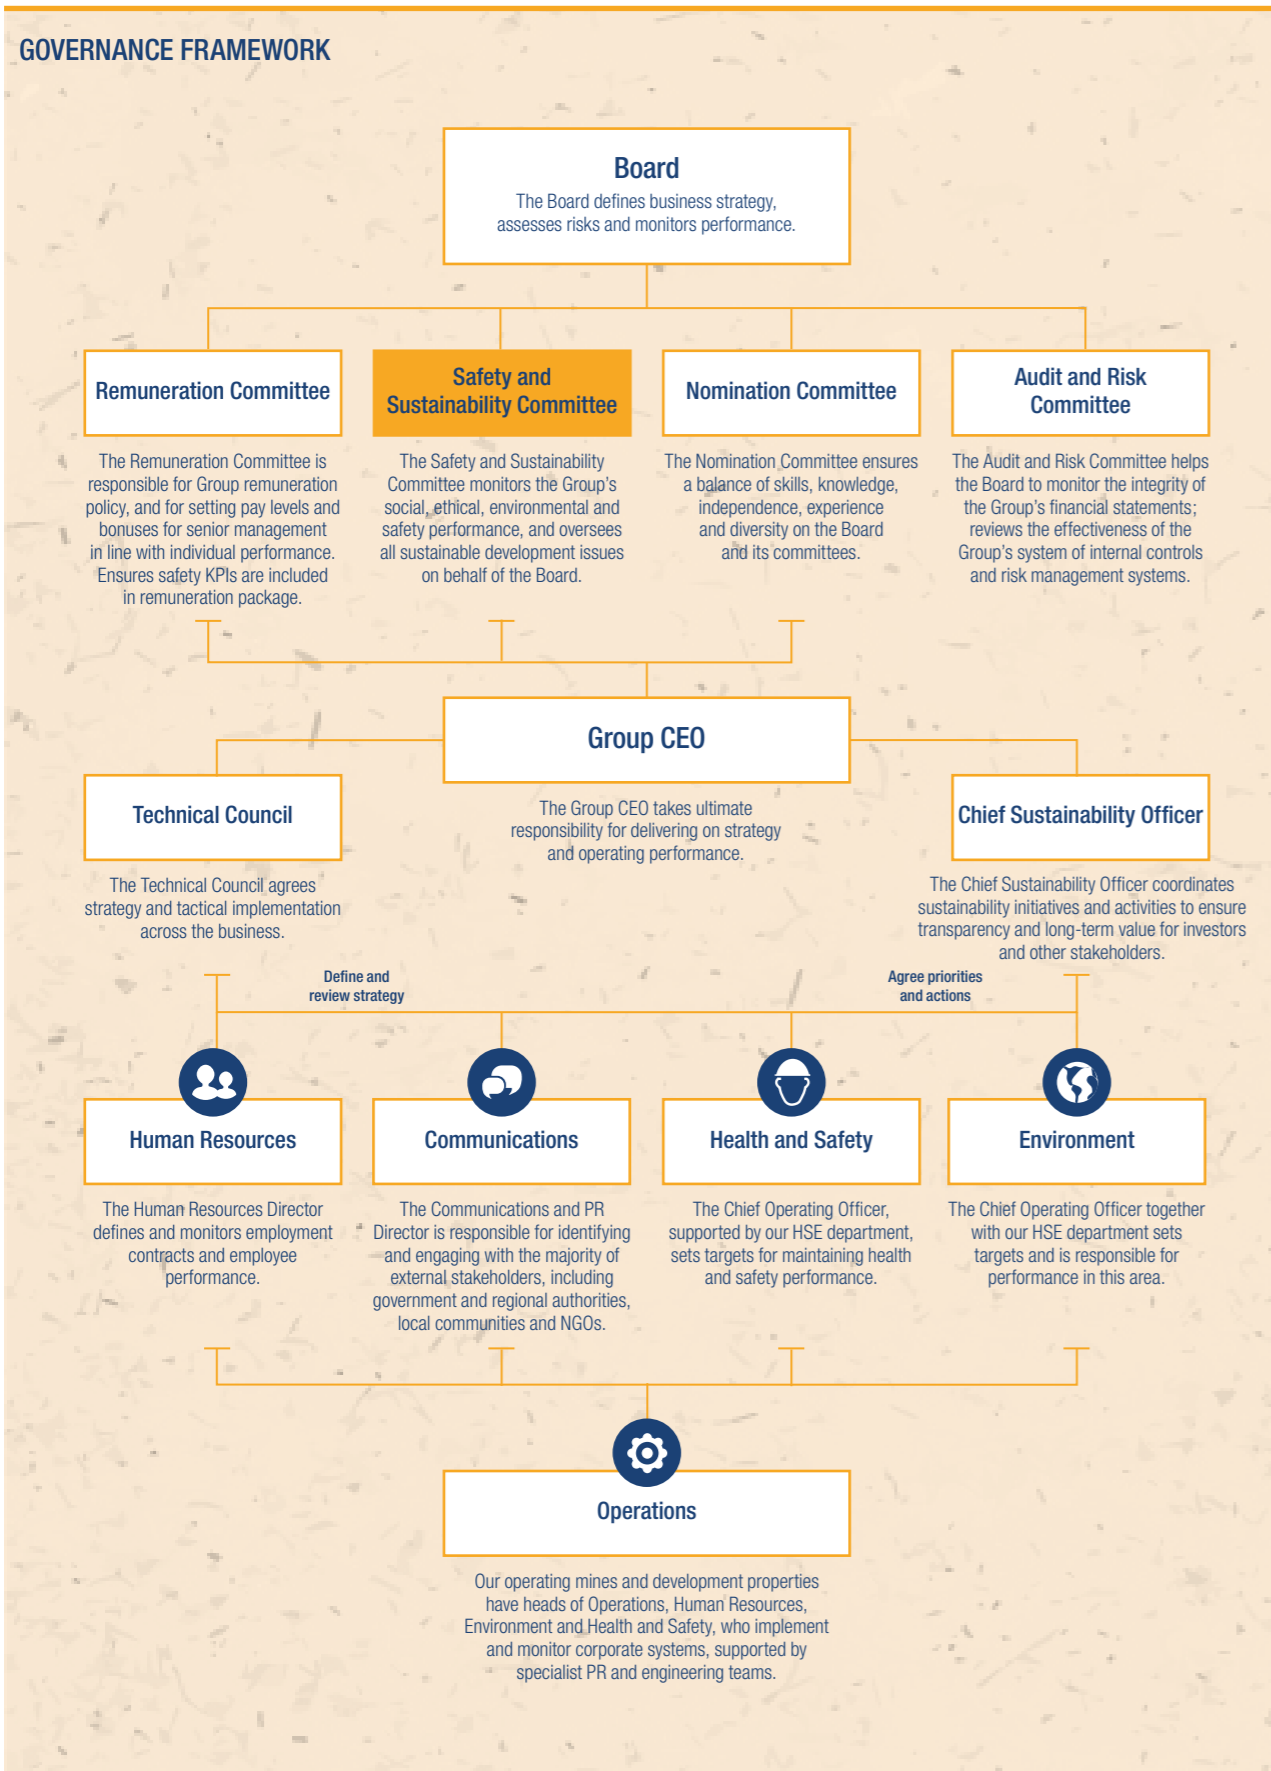 GOVERNANCE FRAMEWORK
Board
The Board defines business strategy,
assesses risks and monitors performance.
Remuneration Committee
The Remuneration Committee is
responsible for Group remuneration
policy, and for setting pay levels and
bonuses for senior management
in line with individual performance.
Ensures safety KPIs are included
in remuneration package.
Safety and
Sustainability Committee
The Safety and Sustainability
Committee monitors the Group's
social, ethical, environmental and
safety performance, and oversees
all sustainable development issues
on behalf of the Board.
Nomination Committee
The Nomination Committee ensures
a balance of skills, knowledge,
independence, experience
and diversity on the Board
and its committees.
Audit and Risk
Committee
The Audit and Risk Committee helps
the Board to monitor the integrity of
the Group's financial statements;
reviews the effectiveness of the
Group's system of internal controls
and risk management systems.
Group CEO
The Group CEO takes ultimate
responsibility for delivering on strategy
and operating performance.
Technical Council
The Technical Council agrees
strategy and tactical implementation
across the business.
Chief Sustainability Officer
The Chief Sustainability Officer coordinates
sustainability initiatives and activities to ensure
transparency and long-term value for investors
and other stakeholders.
Define and
review strategy
Agree priorities
and actions
Human Resources
The Human Resources Director
defines and monitors employment
contracts and employee
performance.
Communications
The Communications and PR
Director is responsible for identifying
and engaging with the majority of
external stakeholders, including
government and regional authorities,
local communities and NGOs.
Health and Safety
The Chief Operating Officer,
supported by our HSE department,
sets targets for maintaining health
and safety performance.
Environment
The Chief Operating Officer together
with our HSE department sets
targets and is responsible for
performance in this area.
Operations
Our operating mines and development properties
have heads of Operations, Human Resources,
Environment and Health and Safety, who implement
and monitor corporate systems, supported by
specialist PR and engineering teams.